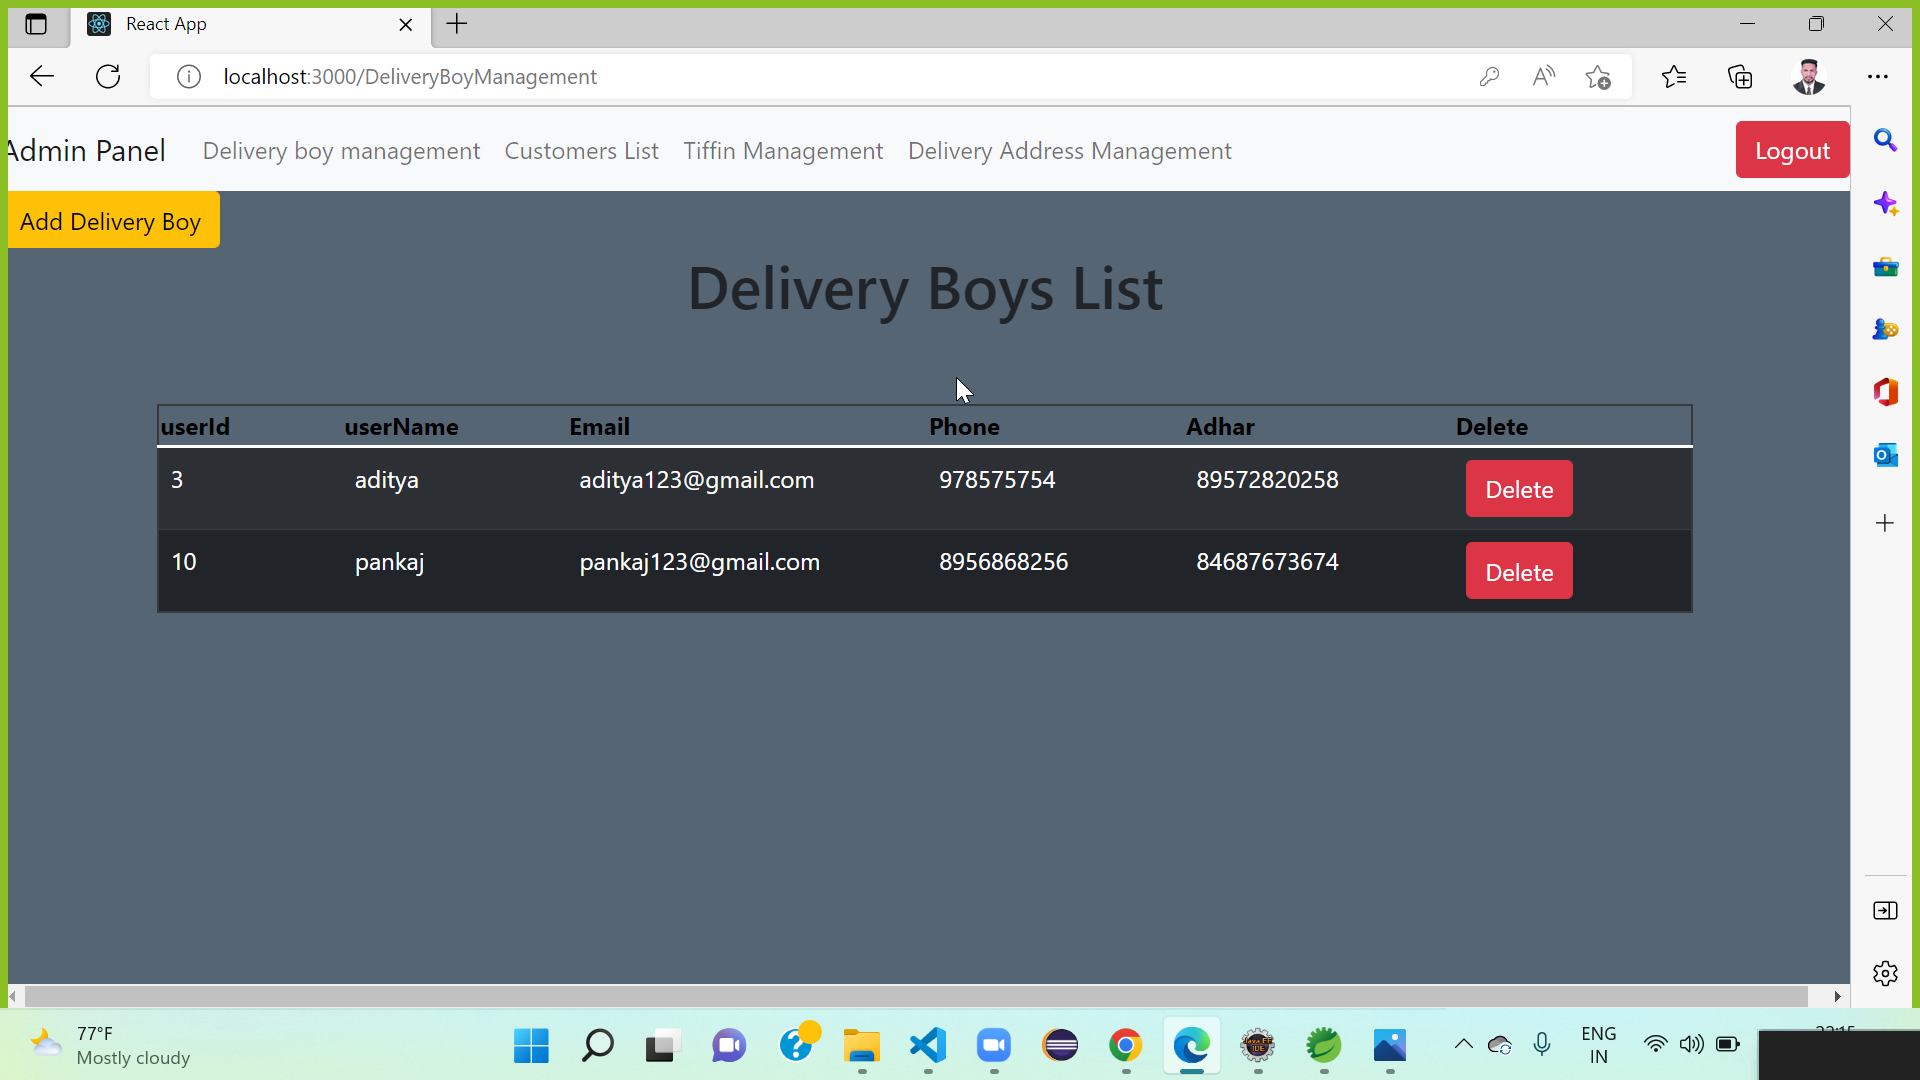 React App
localhost:3000/DeliveryBoyManagement
Admin Panel Delivery boy management Customers List Tiffin Management Delivery Address Management Logout
Add Delivery Boy
Delivery Boys List
userId userName Email Phone Adhar Delete
3 aditya aditya123@gmail.com 978575754 89572820258 Delete
10 pankaj pankaj123@gmail.com 8956868256 84687673674 Delete
77°F
Mostly cloudy
ENG
IN